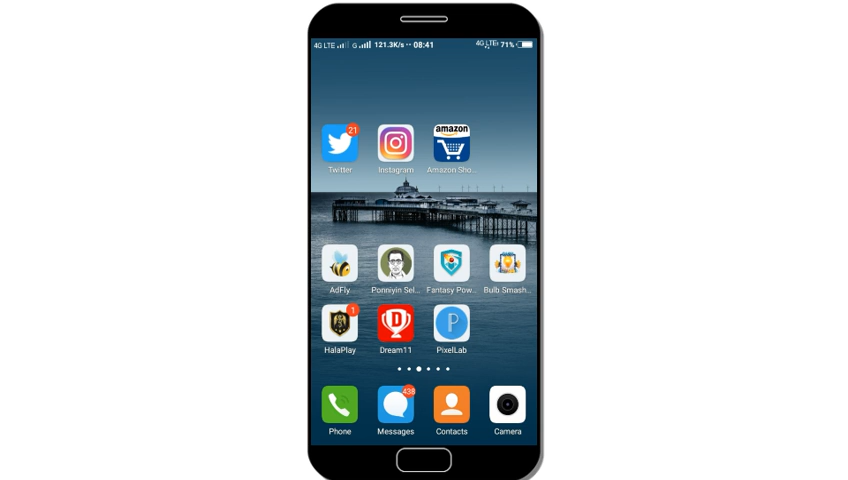 4G LTE G 121.3K/s ·· 08:41 4G LTE 71%
21
amazon
Twitter Instagram Amazon Sho...
AdFly Ponniyin Sel... Fantasy Pow... Bulb Smash...
1
D P
HalaPlay Dream11 PixelLab
438
Phone Messages Contacts Camera